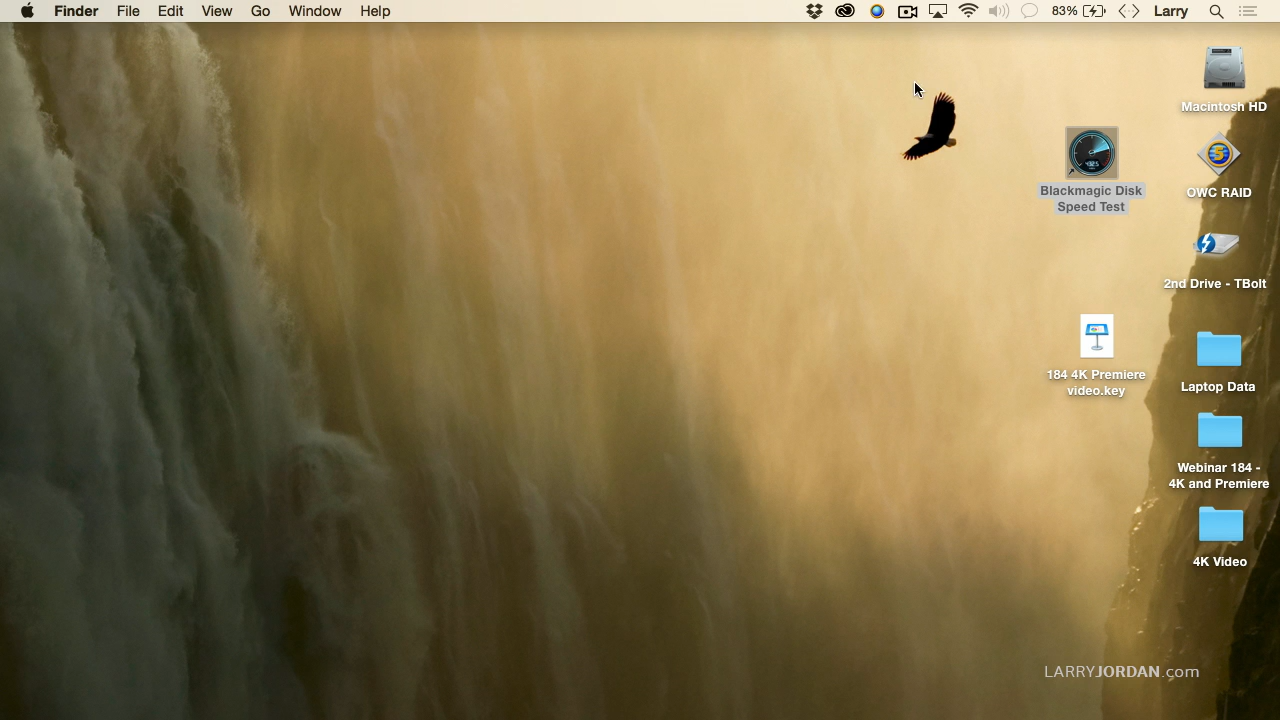 Finder File Edit View Go Window Help 83% Larry
Macintosh HD
Blackmagic Disk
Speed Test
OWC RAID
2nd Drive - TBolt
184 4K Premiere
video.key
Laptop Data
Webinar 184 -
4K and Premiere
4K Video
LARRYJORDAN.com